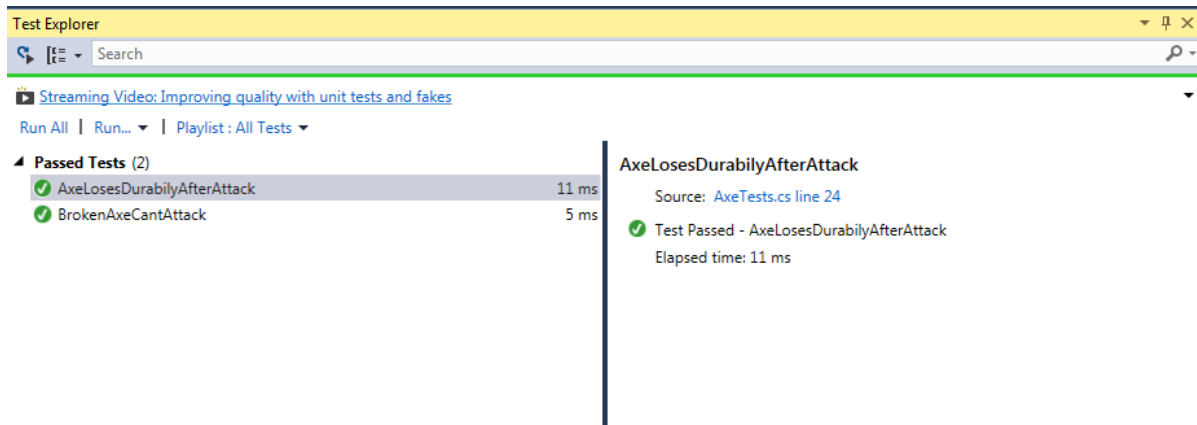 Test Explorer
Search
Streaming Video: Improving quality with unit tests and fakes
Run All | Run... | Playlist : All Tests
Passed Tests (2)
AxeLosesDurabilyAfterAttack 11 ms
BrokenAxeCantAttack 5 ms
AxeLosesDurabilyAfterAttack
Source: AxeTests.cs line 24
Test Passed - AxeLosesDurabilyAfterAttack
Elapsed time: 11 ms